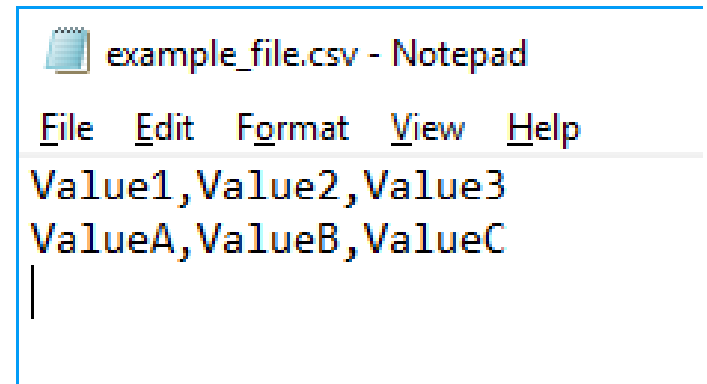 example_file.csv - Notepad
File Edit Format View Help
Value1,Value2,Value3
ValueA,ValueB,ValueC